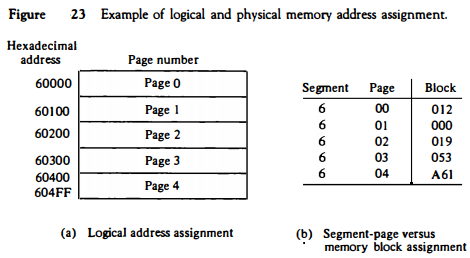 Figure 23 Example of logical and physical memory address assignment.
Hexadecimal
address Page number
60000 Page 0
60100 Page 1
60200 Page 2
60300 Page 3
60400 Page 4
604FF
(a) Logical address assignment
Segment Page Block
6 00 012
6 01 000
6 02 019
6 03 053
6 04 A61
(b) Segment-page versus
memory block assignment